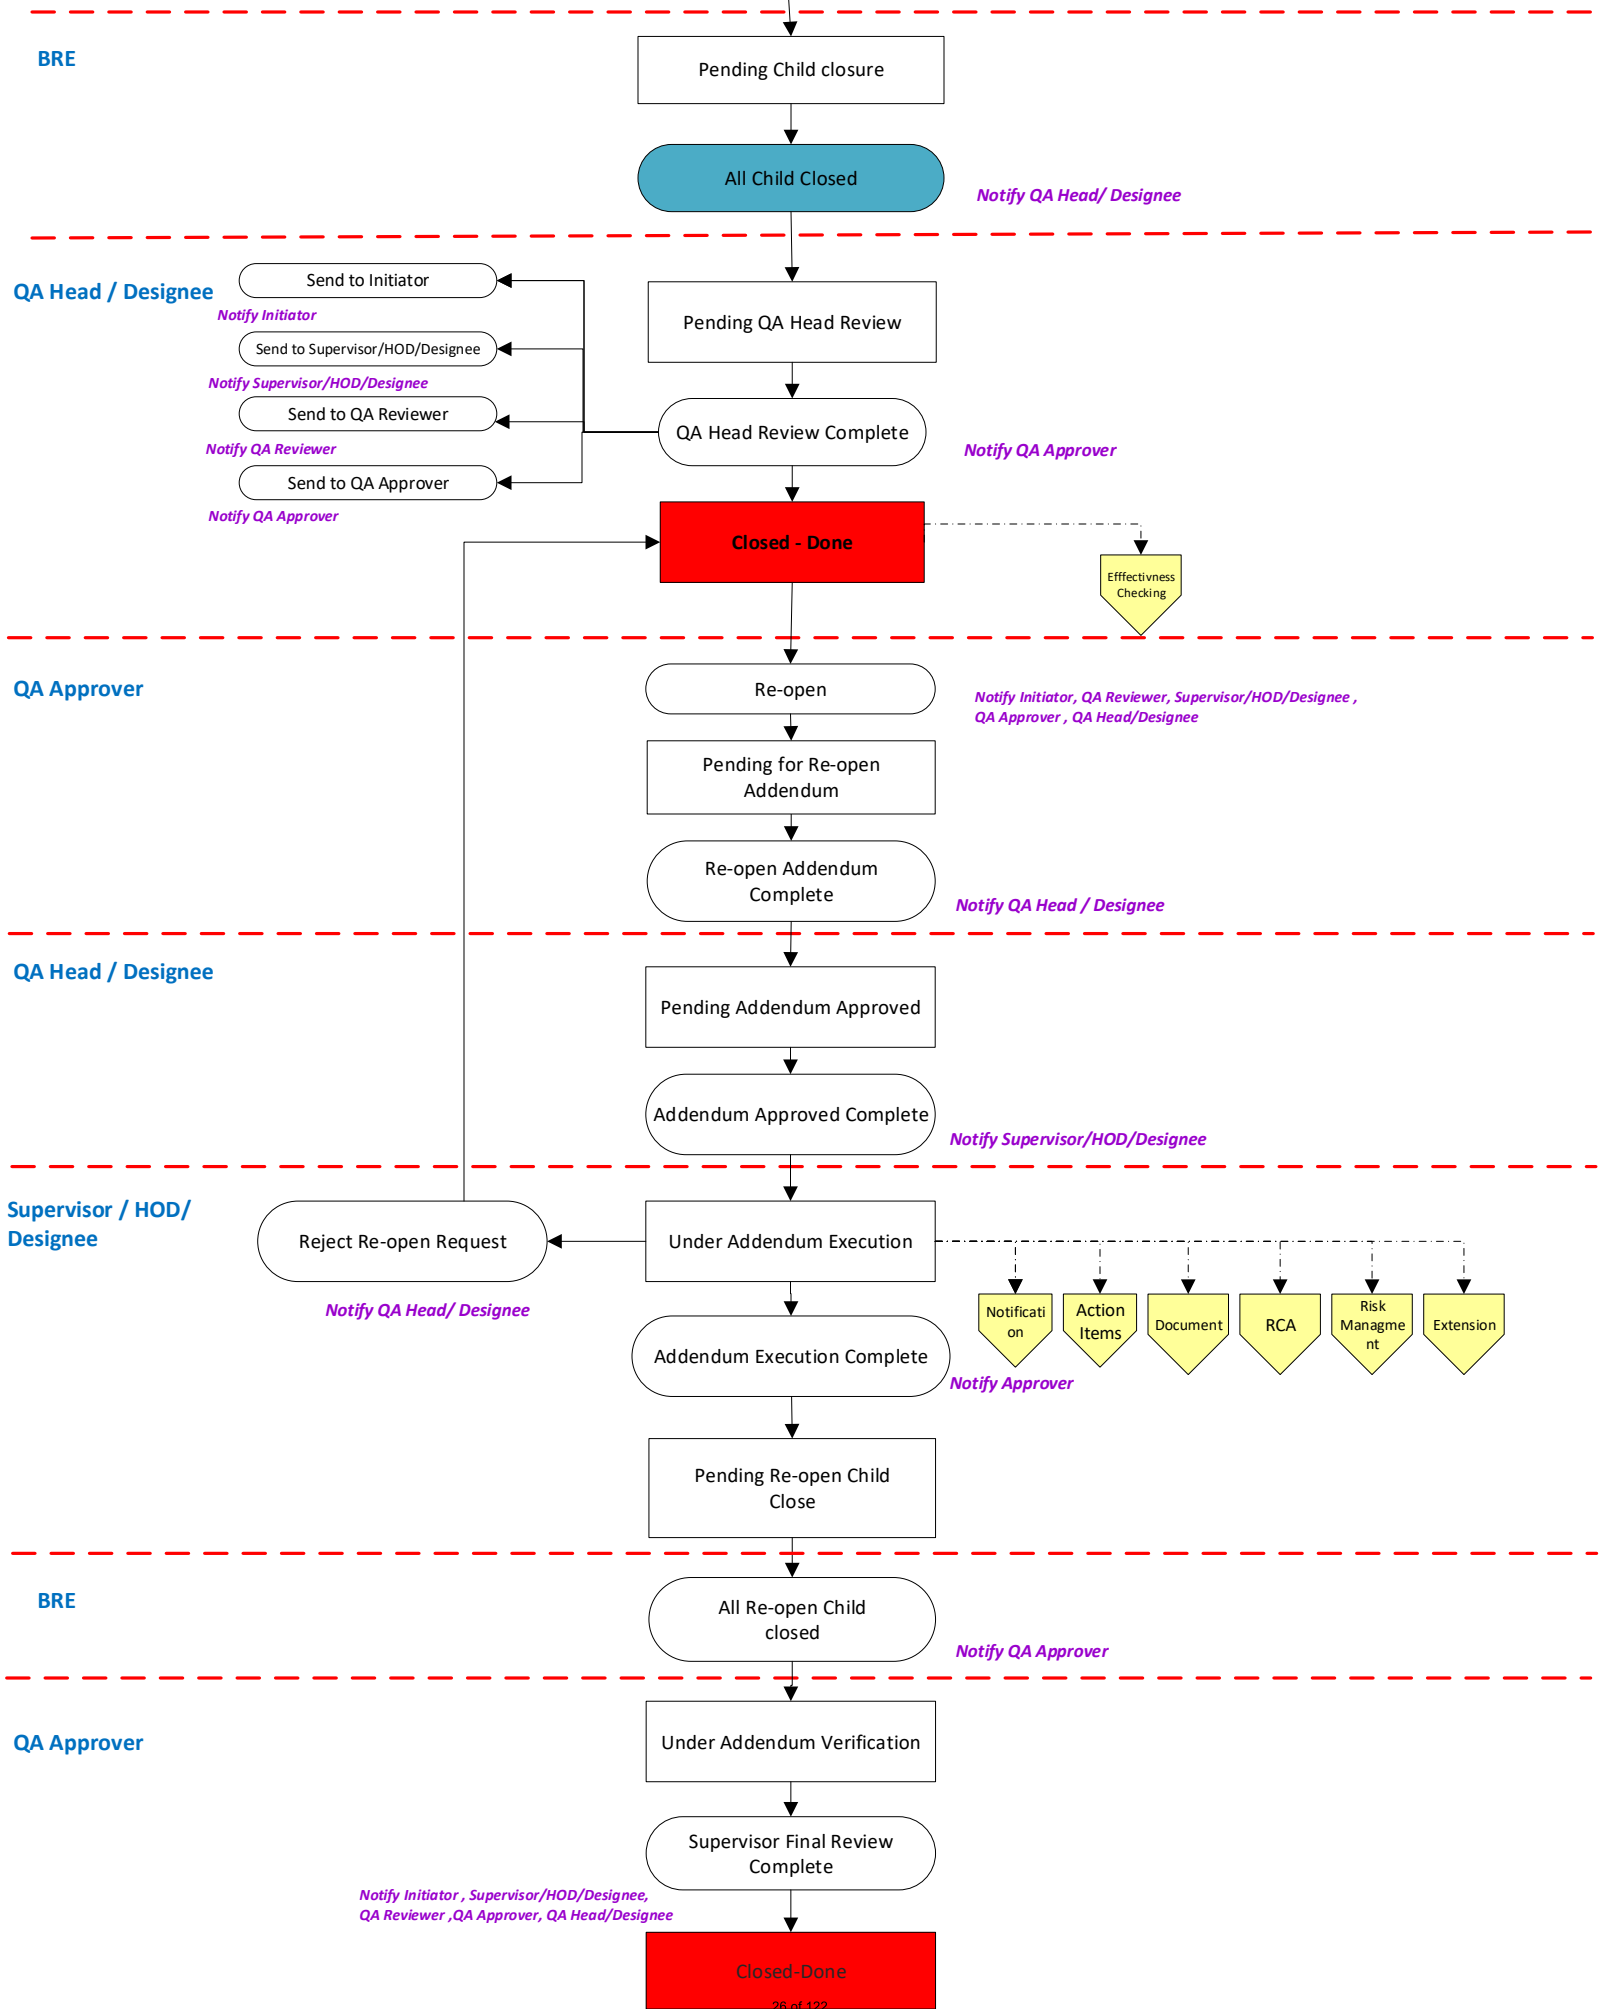 BRE
Pending Child closure
All Child Closed
Notify QA Head/ Designee
QA Head / Designee
Send to Initiator
Notify Initiator
Pending QA Head Review
Send to Supervisor/HOD/Designee
Notify Supervisor/HOD/Designee
Send to QA Reviewer
Notify QA Reviewer
QA Head Review Complete
Notify QA Approver
Send to QA Approver
Notify QA Approver
Closed - Done
Efffectivness
Checking
QA Approver
Re-open
Notify Initiator, QA Reviewer, Supervisor/HOD/Designee ,
QA Approver , QA Head/Designee
Pending for Re-open
Addendum
Re-open Addendum
Complete
Notify QA Head / Designee
QA Head / Designee
Pending Addendum Approved
Addendum Approved Complete
Notify Supervisor/HOD/Designee
Supervisor / HOD/
Designee
Reject Re-open Request
Notify QA Head/ Designee
Under Addendum Execution
Notificati
on
Action
Items
Document
RCA
Risk
Managme
nt
Extension
Addendum Execution Complete
Notify Approver
Pending Re-open Child
Close
BRE
All Re-open Child
closed
Notify QA Approver
QA Approver
Under Addendum Verification
Supervisor Final Review
Complete
Notify Initiator , Supervisor/HOD/Designee,
QA Reviewer ,QA Approver, QA Head/Designee
Closed-Done
26 of 122